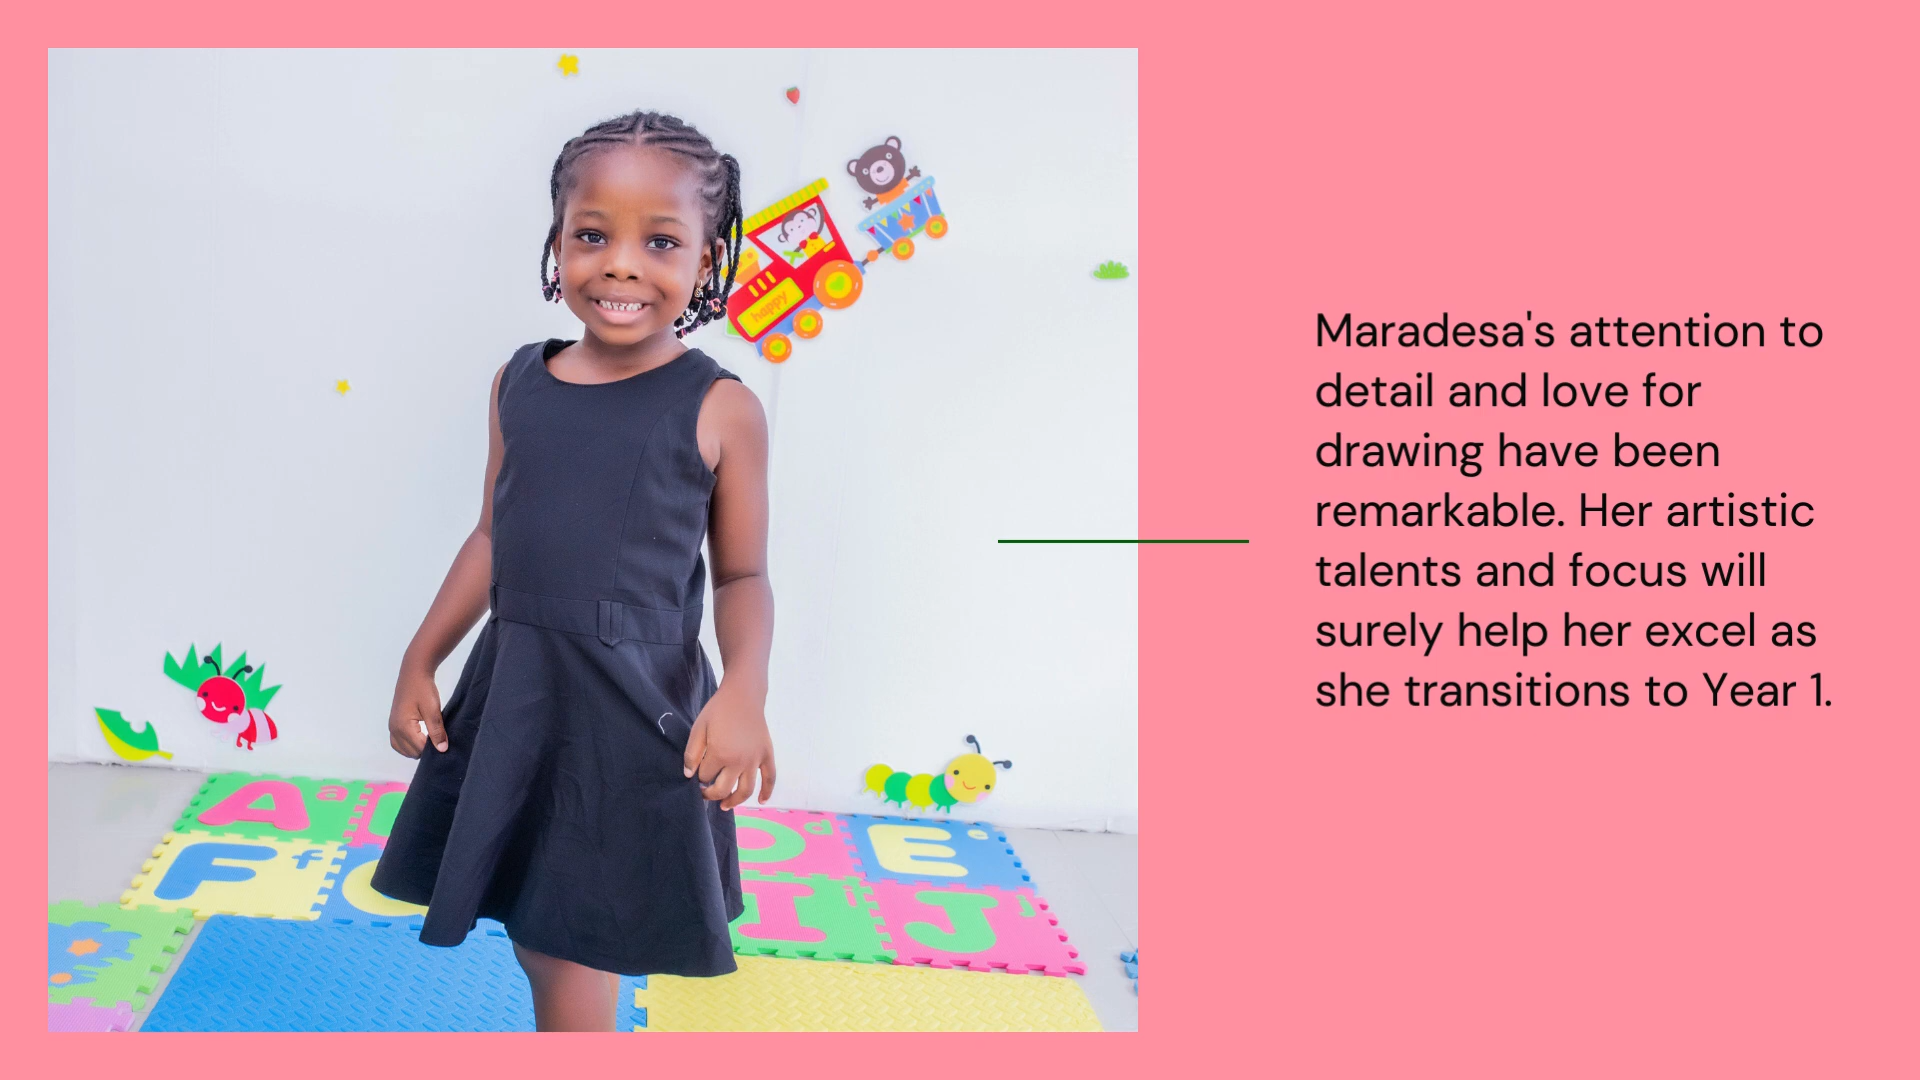 happy
A a
D d
E e
F f
I i
J j
Maradesa's attention to
detail and love for
drawing have been
remarkable. Her artistic
talents and focus will
surely help her excel as
she transitions to Year 1.